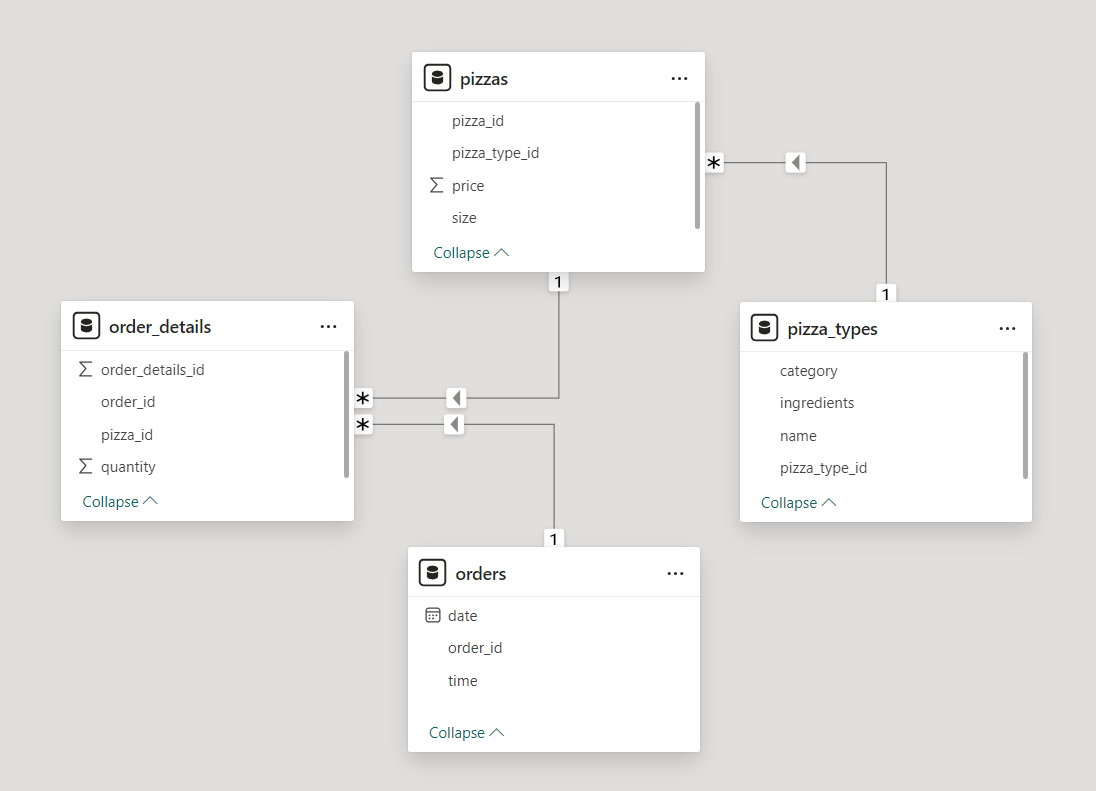 pizzas
pizza_id
pizza_type_id
Σ price
size
Collapse
*
1
1
order_details
Σ order_details_id
order_id
pizza_id
Σ quantity
Collapse
*
*
pizza_types
category
ingredients
name
pizza_type_id
Collapse
1
orders
date
order_id
time
Collapse